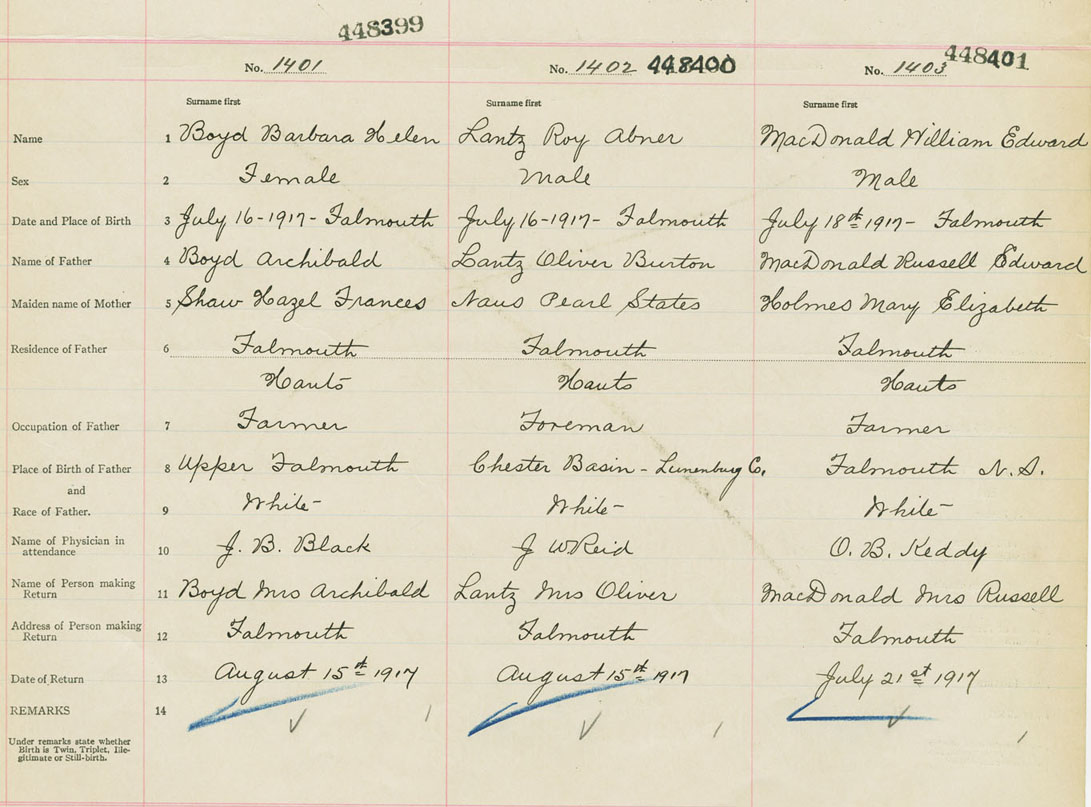 448399
No. 1401
No. 1402 448400
No. 1403 448401
Surname first Surname first Surname first
Name 1 Boyd Barbara Helen Lantz Roy Abner MacDonald William Edward
Sex 2 Female Male Male
Date and Place of Birth 3 July 16-1917- Falmouth July 16-1917- Falmouth July 18th 1917- Falmouth
Name of Father 4 Boyd Archibald Lantz Oliver Burton MacDonald Russell Edward
Maiden name of Mother 5 Shaw Hazel Frances Naus Pearl States Holmes Mary Elizabeth
Residence of Father 6 Falmouth Falmouth Falmouth
Hants Hants Hants
Occupation of Father 7 Farmer Foreman Farmer
Place of Birth of Father 8 Upper Falmouth Chester Basin - Lunenburg C. Falmouth N.S.
and
Race of Father. 9 White- White- White-
Name of Physician in
attendance 10 J. B. Black J W Reid O. B. Keddy
Name of Person making
Return 11 Boyd Mrs Archibald Lantz Mrs Oliver MacDonald Mrs Russell
Address of Person making
Return 12 Falmouth Falmouth Falmouth
Date of Return 13 August 15th 1917 August 15th 1917 July 21st 1917
REMARKS 14
Under remarks state whether
Birth is Twin, Triplet, Ille-
gitimate or Still-birth.